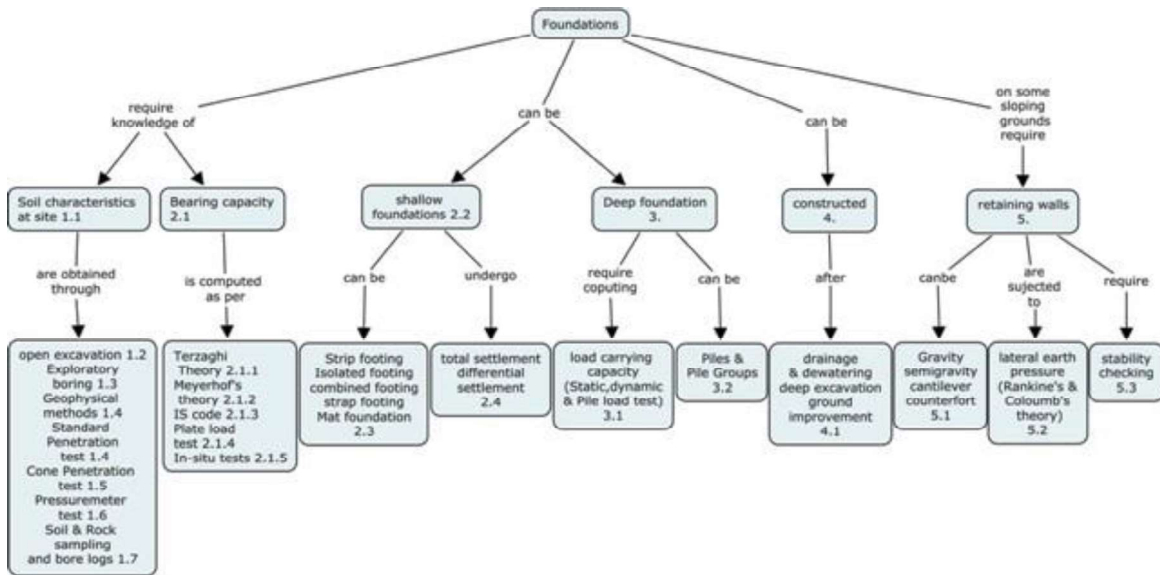 Foundations
require
knowledge of
can be
can be
on some
sloping
grounds
require
Soil characteristics
at site 1.1
Bearing capacity
2.1
shallow
foundations 2.2
Deep foundation
3.
constructed
4.
retaining walls
5.
are obtained
through
is computed
as per
can be
undergo
require
coputing
can be
after
canbe
are
sujected
to
require
open excavation 1.2
Exploratory
boring 1.3
Geophysical
methods 1.4
Standard
Penetration
test 1.4
Cone Penetration
test 1.5
Pressuremeter
test 1.6
Soil & Rock
sampling
and bore logs 1.7
Terzaghi
Theory 2.1.1
Meyerhof's
theory 2.1.2
IS code 2.1.3
Plate load
test 2.1.4
In-situ tests 2.1.5
Strip footing
Isolated footing
combined footing
strap footing
Mat foundation
2.3
total settlement
differential
settlement
2.4
load carrying
capacity
(Static,dynamic
& Pile load test)
3.1
Piles &
Pile Groups
3.2
drainage
& dewatering
deep excavation
ground
improvement
4.1
Gravity
semigravity
cantilever
counterfort
5.1
lateral earth
pressure
(Rankine's &
Coloumb's
theory)
5.2
stability
checking
5.3